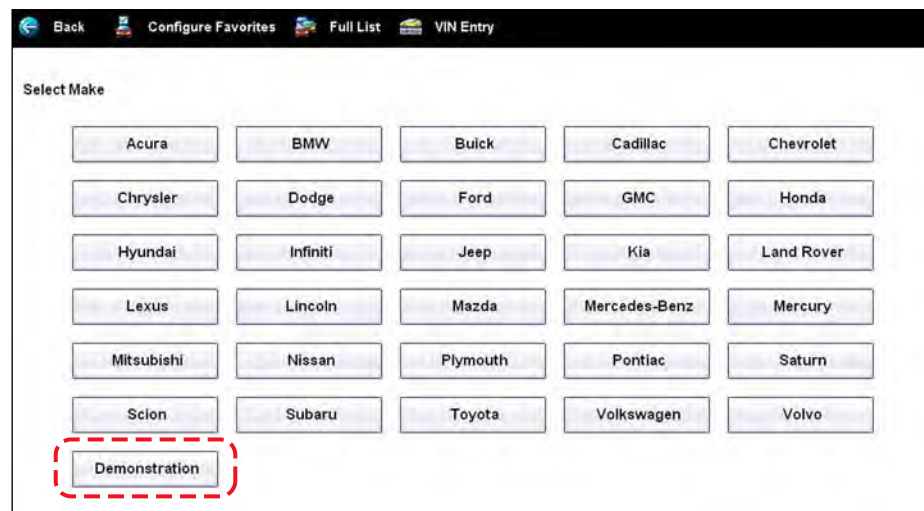 Back Configure Favorites Full List VIN Entry
Select Make
Acura BMW Buick Cadillac Chevrolet
Chrysler Dodge Ford GMC Honda
Hyundai Infiniti Jeep Kia Land Rover
Lexus Lincoln Mazda Mercedes-Benz Mercury
Mitsubishi Nissan Plymouth Pontiac Saturn
Scion Subaru Toyota Volkswagen Volvo
Demonstration